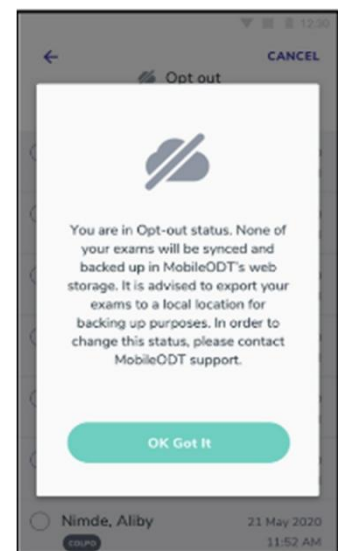 12:30
CANCEL
Opt out
You are in Opt-out status. None of
your exams will be synced and
backed up in MobileODT's web
storage. It is advised to export your
exams to a local location for
backing up purposes. In order to
change this status, please contact
MobileODT support.
OK Got It
Nimde, Aliby
21 May 2020
COLPO
11:52 AM